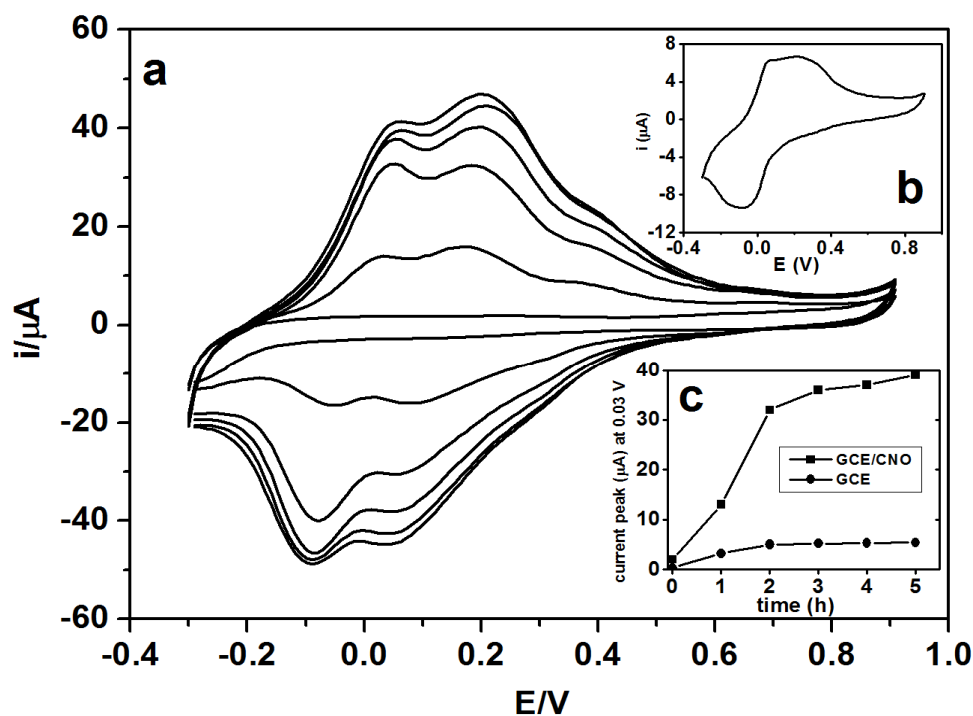 60
40
20
0
-20
-40
-60
i/µA
-0.4 -0.2 0.0 0.2 0.4 0.6 0.8 1.0
E/V
a
8
4
0
-4
-8
-12
i (µA)
-0.4 0.0 0.4 0.8
E (V)
b
40
30
20
10
0
current peak (µA) at 0.03 V
c
GCE/CNO
GCE
0 1 2 3 4 5
time (h)